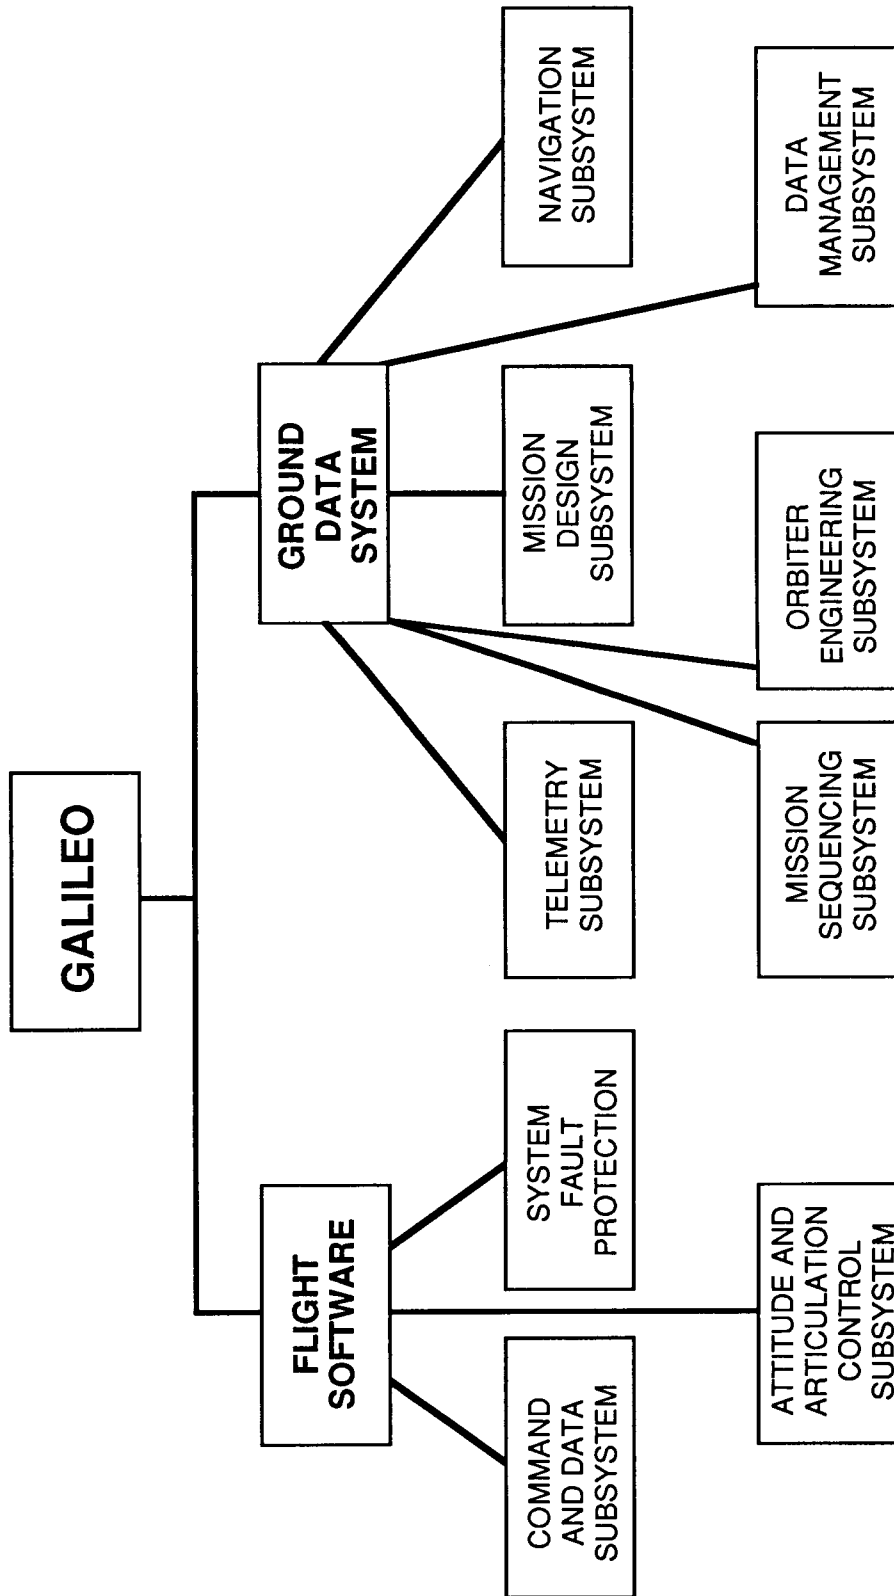 GALILEO
FLIGHT
SOFTWARE
GROUND
DATA
SYSTEM
COMMAND
AND DATA
SUBSYSTEM
SYSTEM
FAULT
PROTECTION
TELEMETRY
SUBSYSTEM
MISSION
DESIGN
SUBSYSTEM
NAVIGATION
SUBSYSTEM
ATTITUDE AND
ARTICULATION
CONTROL
SUBSYSTEM
MISSION
SEQUENCING
SUBSYSTEM
ORBITER
ENGINEERING
SUBSYSTEM
DATA
MANAGEMENT
SUBSYSTEM